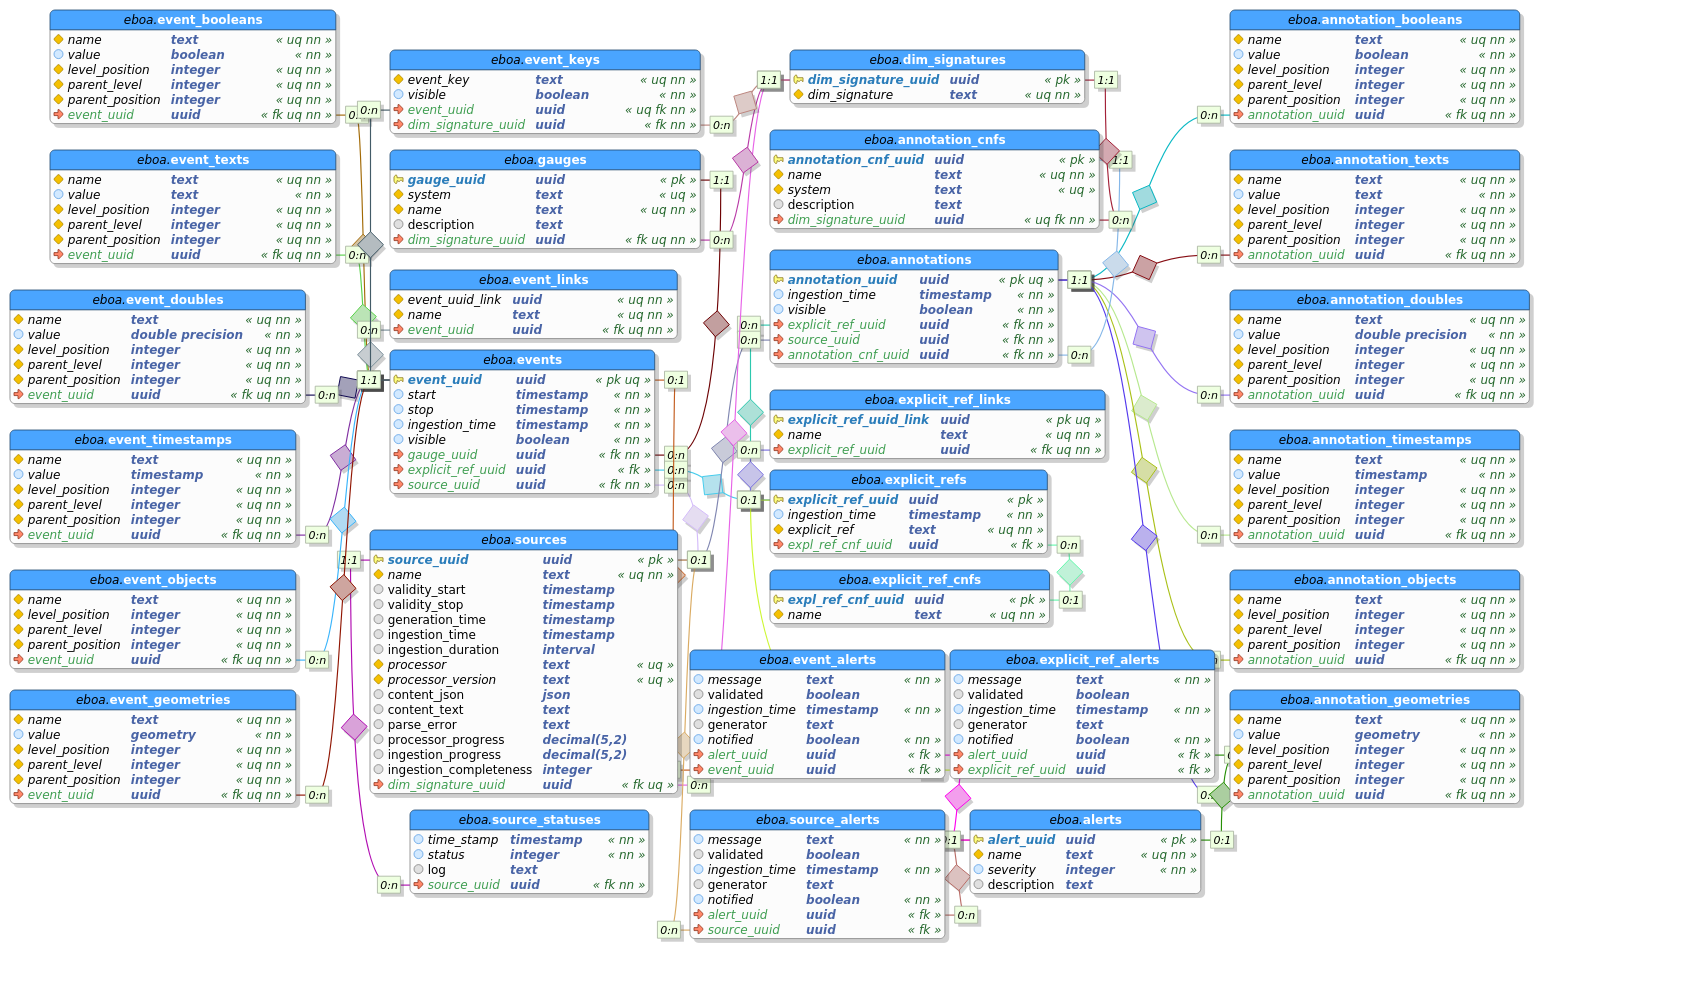 eboa.event_booleans
name text « uq nn »
value boolean « nn »
level_position integer « uq nn »
parent_level integer « uq nn »
parent_position integer « uq nn »
event_uuid uuid « fk uq nn »
eboa.event_texts
name text « uq nn »
value text « nn »
level_position integer « uq nn »
parent_level integer « uq nn »
parent_position integer « uq nn »
event_uuid uuid « fk uq nn »
0:n
eboa.event_doubles
name text « uq nn »
value double precision « nn »
level_position integer « uq nn »
parent_level integer « uq nn »
parent_position integer « uq nn »
event_uuid uuid « fk uq nn »
0:n
eboa.event_timestamps
name text « uq nn »
value timestamp « nn »
level_position integer « uq nn »
parent_level integer « uq nn »
parent_position integer « uq nn »
event_uuid uuid « fk uq nn »
0:n
eboa.event_objects
name text « uq nn »
level_position integer « uq nn »
parent_level integer « uq nn »
parent_position integer « uq nn »
event_uuid uuid « fk uq nn »
0:n
eboa.event_geometries
name text « uq nn »
value geometry « nn »
level_position integer « uq nn »
parent_level integer « uq nn »
parent_position integer « uq nn »
event_uuid uuid « fk uq nn »
0:n
eboa.event_keys
event_key text « uq nn »
visible boolean « nn »
0:n event_uuid uuid « uq fk nn »
dim_signature_uuid uuid « fk nn » 0:n
eboa.gauges
gauge_uuid uuid « pk » 1:1
system text « uq »
name text « uq nn »
description text
dim_signature_uuid uuid « fk uq nn » 0:n
eboa.event_links
event_uuid_link uuid « uq nn »
name text « uq nn »
0:n event_uuid uuid « uq fk nn »
eboa.events
1:1 event_uuid uuid « pk uq » 0:1
start timestamp « nn »
stop timestamp « nn »
ingestion_time timestamp « nn »
visible boolean « nn »
gauge_uuid uuid « fk nn » 0:n
explicit_ref_uuid uuid « fk » 0:n
source_uuid uuid « fk nn » 0:n
eboa.sources
1:1 source_uuid uuid « pk » 0:1
name text « uq nn »
validity_start timestamp
validity_stop timestamp
generation_time timestamp
ingestion_time timestamp
ingestion_duration interval
processor text « uq »
processor_version text « uq »
content_json json
content_text text
parse_error text
processor_progress decimal(5,2)
ingestion_progress decimal(5,2)
ingestion_completeness integer
dim_signature_uuid uuid « fk uq » 0:n
eboa.source_statuses
time_stamp timestamp « nn »
status integer « nn »
log text
0:n source_uuid uuid « fk nn »
eboa.dim_signatures
1:1 dim_signature_uuid uuid « pk » 1:1
dim_signature text « uq nn »
eboa.annotation_cnfs
annotation_cnf_uuid uuid « pk » 1:1
name text « uq nn »
system text « uq »
description text
dim_signature_uuid uuid « uq fk nn » 0:n
eboa.annotations
annotation_uuid uuid « pk uq » 1:1
ingestion_time timestamp « nn »
visible boolean « nn »
0:n explicit_ref_uuid uuid « fk nn »
0:n source_uuid uuid « fk nn »
annotation_cnf_uuid uuid « fk nn » 0:n
eboa.explicit_ref_links
explicit_ref_uuid_link uuid « pk uq »
name text « uq nn »
0:n explicit_ref_uuid uuid « fk uq nn »
eboa.explicit_refs
0:1 explicit_ref_uuid uuid « pk »
ingestion_time timestamp « nn »
explicit_ref text « uq nn »
expl_ref_cnf_uuid uuid « fk » 0:n
eboa.explicit_ref_cnfs
expl_ref_cnf_uuid uuid « pk » 0:1
name text « uq nn »
eboa.event_alerts
message text « nn »
validated boolean
ingestion_time timestamp « nn »
generator text
notified boolean « nn »
alert_uuid uuid « fk »
event_uuid uuid « fk »
eboa.explicit_ref_alerts
message text « nn »
validated boolean
ingestion_time timestamp « nn »
generator text
notified boolean « nn »
alert_uuid uuid « fk »
explicit_ref_uuid uuid « fk »
eboa.source_alerts
message text « nn »
validated boolean
ingestion_time timestamp « nn »
generator text
notified boolean « nn »
alert_uuid uuid « fk » 0:n
0:n source_uuid uuid « fk »
eboa.alerts
alert_uuid uuid « pk » 0:1
name text « uq nn »
severity integer « nn »
description text
eboa.annotation_booleans
name text « uq nn »
value boolean « nn »
level_position integer « uq nn »
parent_level integer « uq nn »
parent_position integer « uq nn »
0:n annotation_uuid uuid « fk uq nn »
eboa.annotation_texts
name text « uq nn »
value text « nn »
level_position integer « uq nn »
parent_level integer « uq nn »
parent_position integer « uq nn »
0:n annotation_uuid uuid « fk uq nn »
eboa.annotation_doubles
name text « uq nn »
value double precision « nn »
level_position integer « uq nn »
parent_level integer « uq nn »
parent_position integer « uq nn »
0:n annotation_uuid uuid « fk uq nn »
eboa.annotation_timestamps
name text « uq nn »
value timestamp « nn »
level_position integer « uq nn »
parent_level integer « uq nn »
parent_position integer « uq nn »
0:n annotation_uuid uuid « fk uq nn »
eboa.annotation_objects
name text « uq nn »
level_position integer « uq nn »
parent_level integer « uq nn »
parent_position integer « uq nn »
annotation_uuid uuid « fk uq nn »
eboa.annotation_geometries
name text « uq nn »
value geometry « nn »
level_position integer « uq nn »
parent_level integer « uq nn »
parent_position integer « uq nn »
annotation_uuid uuid « fk uq nn »